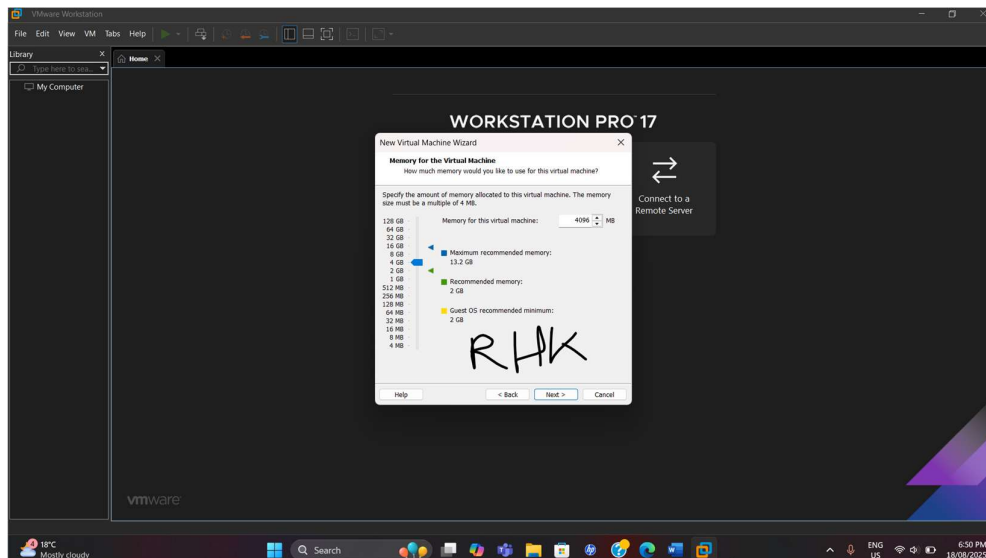 VMware Workstation
File Edit View VM Tabs Help
Library X
Type here to sea...
My Computer
Home X
WORKSTATION PRO 17
New Virtual Machine Wizard
Memory for the Virtual Machine
How much memory would you like to use for this virtual machine?
Specify the amount of memory allocated to this virtual machine. The memory
size must be a multiple of 4 MB.
Memory for this virtual machine: 4096 MB
128 GB
64 GB
32 GB
16 GB
8 GB
4 GB
2 GB
1 GB
512 MB
256 MB
128 MB
64 MB
32 MB
16 MB
8 MB
4 MB
Maximum recommended memory:
13.2 GB
Recommended memory:
2 GB
Guest OS recommended minimum:
2 GB
RHK
Help < Back Next > Cancel
Connect to a
Remote Server
vmware
4 18°C
Mostly cloudy
Search
ENG
US
6:50 PM
18/08/2025